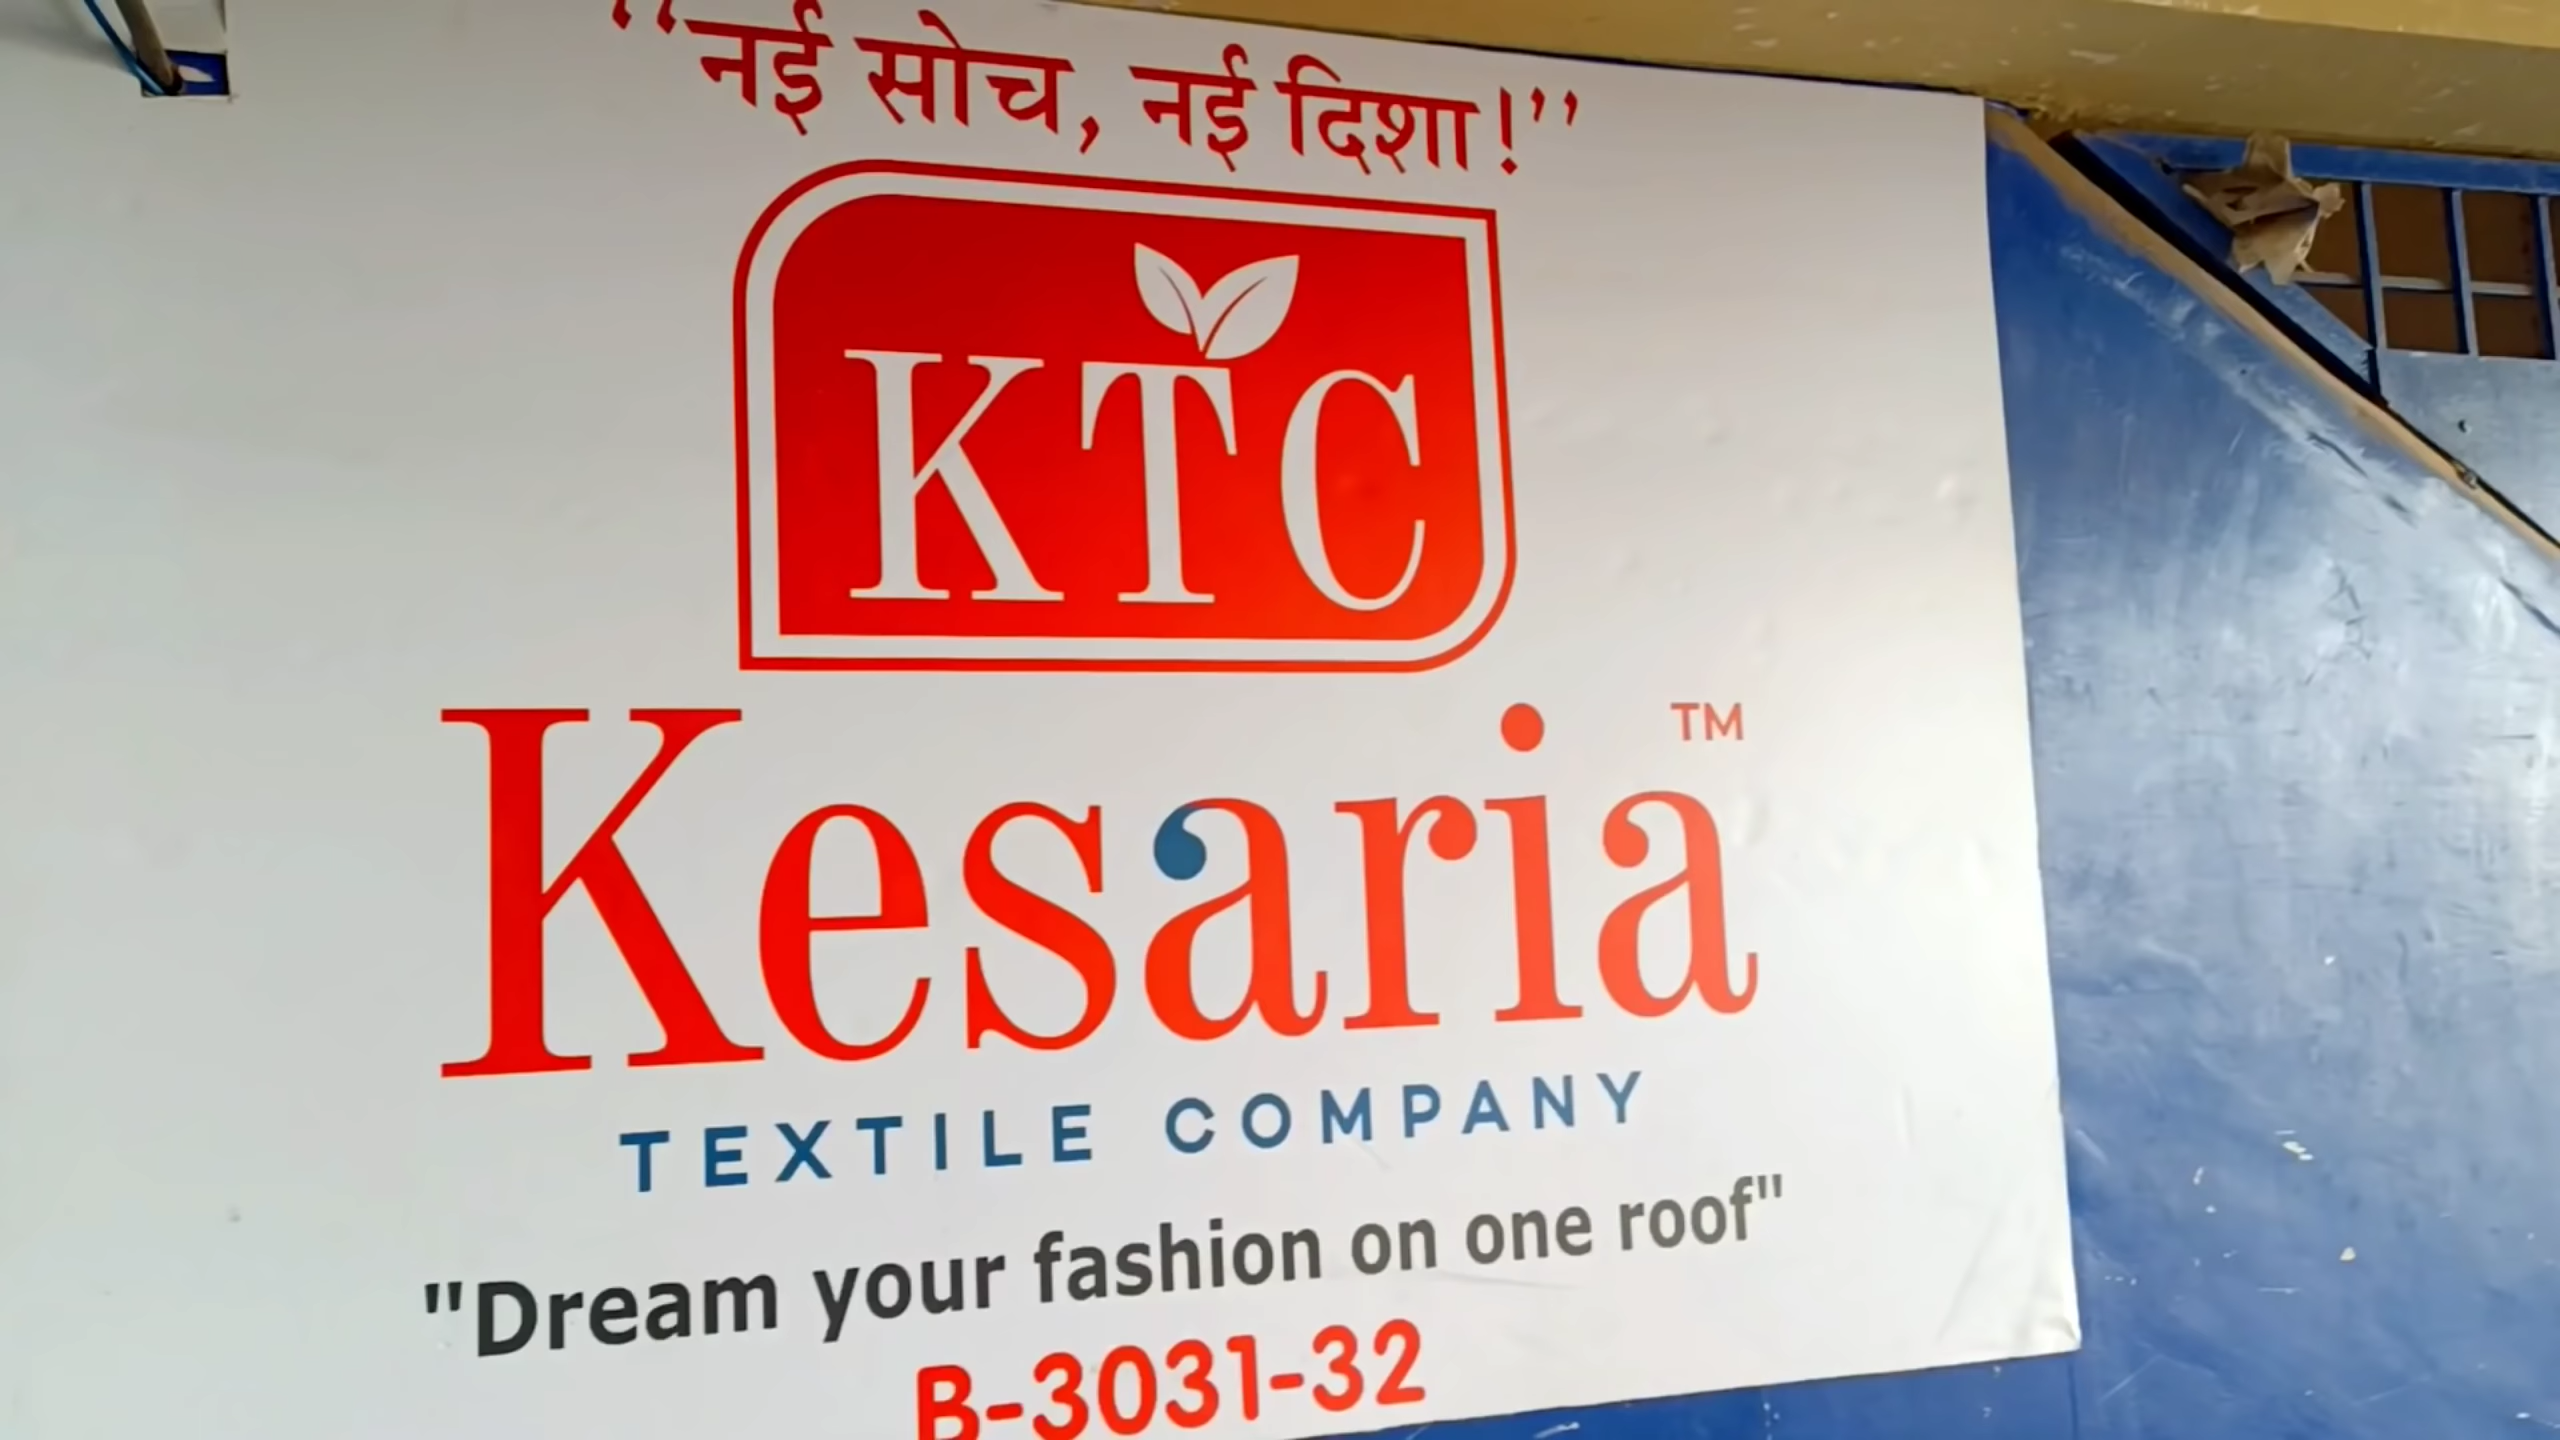 ‘‘नई सोच, नई दिशा!’’
KTC
Kesaria™
TEXTILE COMPANY
"Dream your fashion on one roof"
B-3031-32